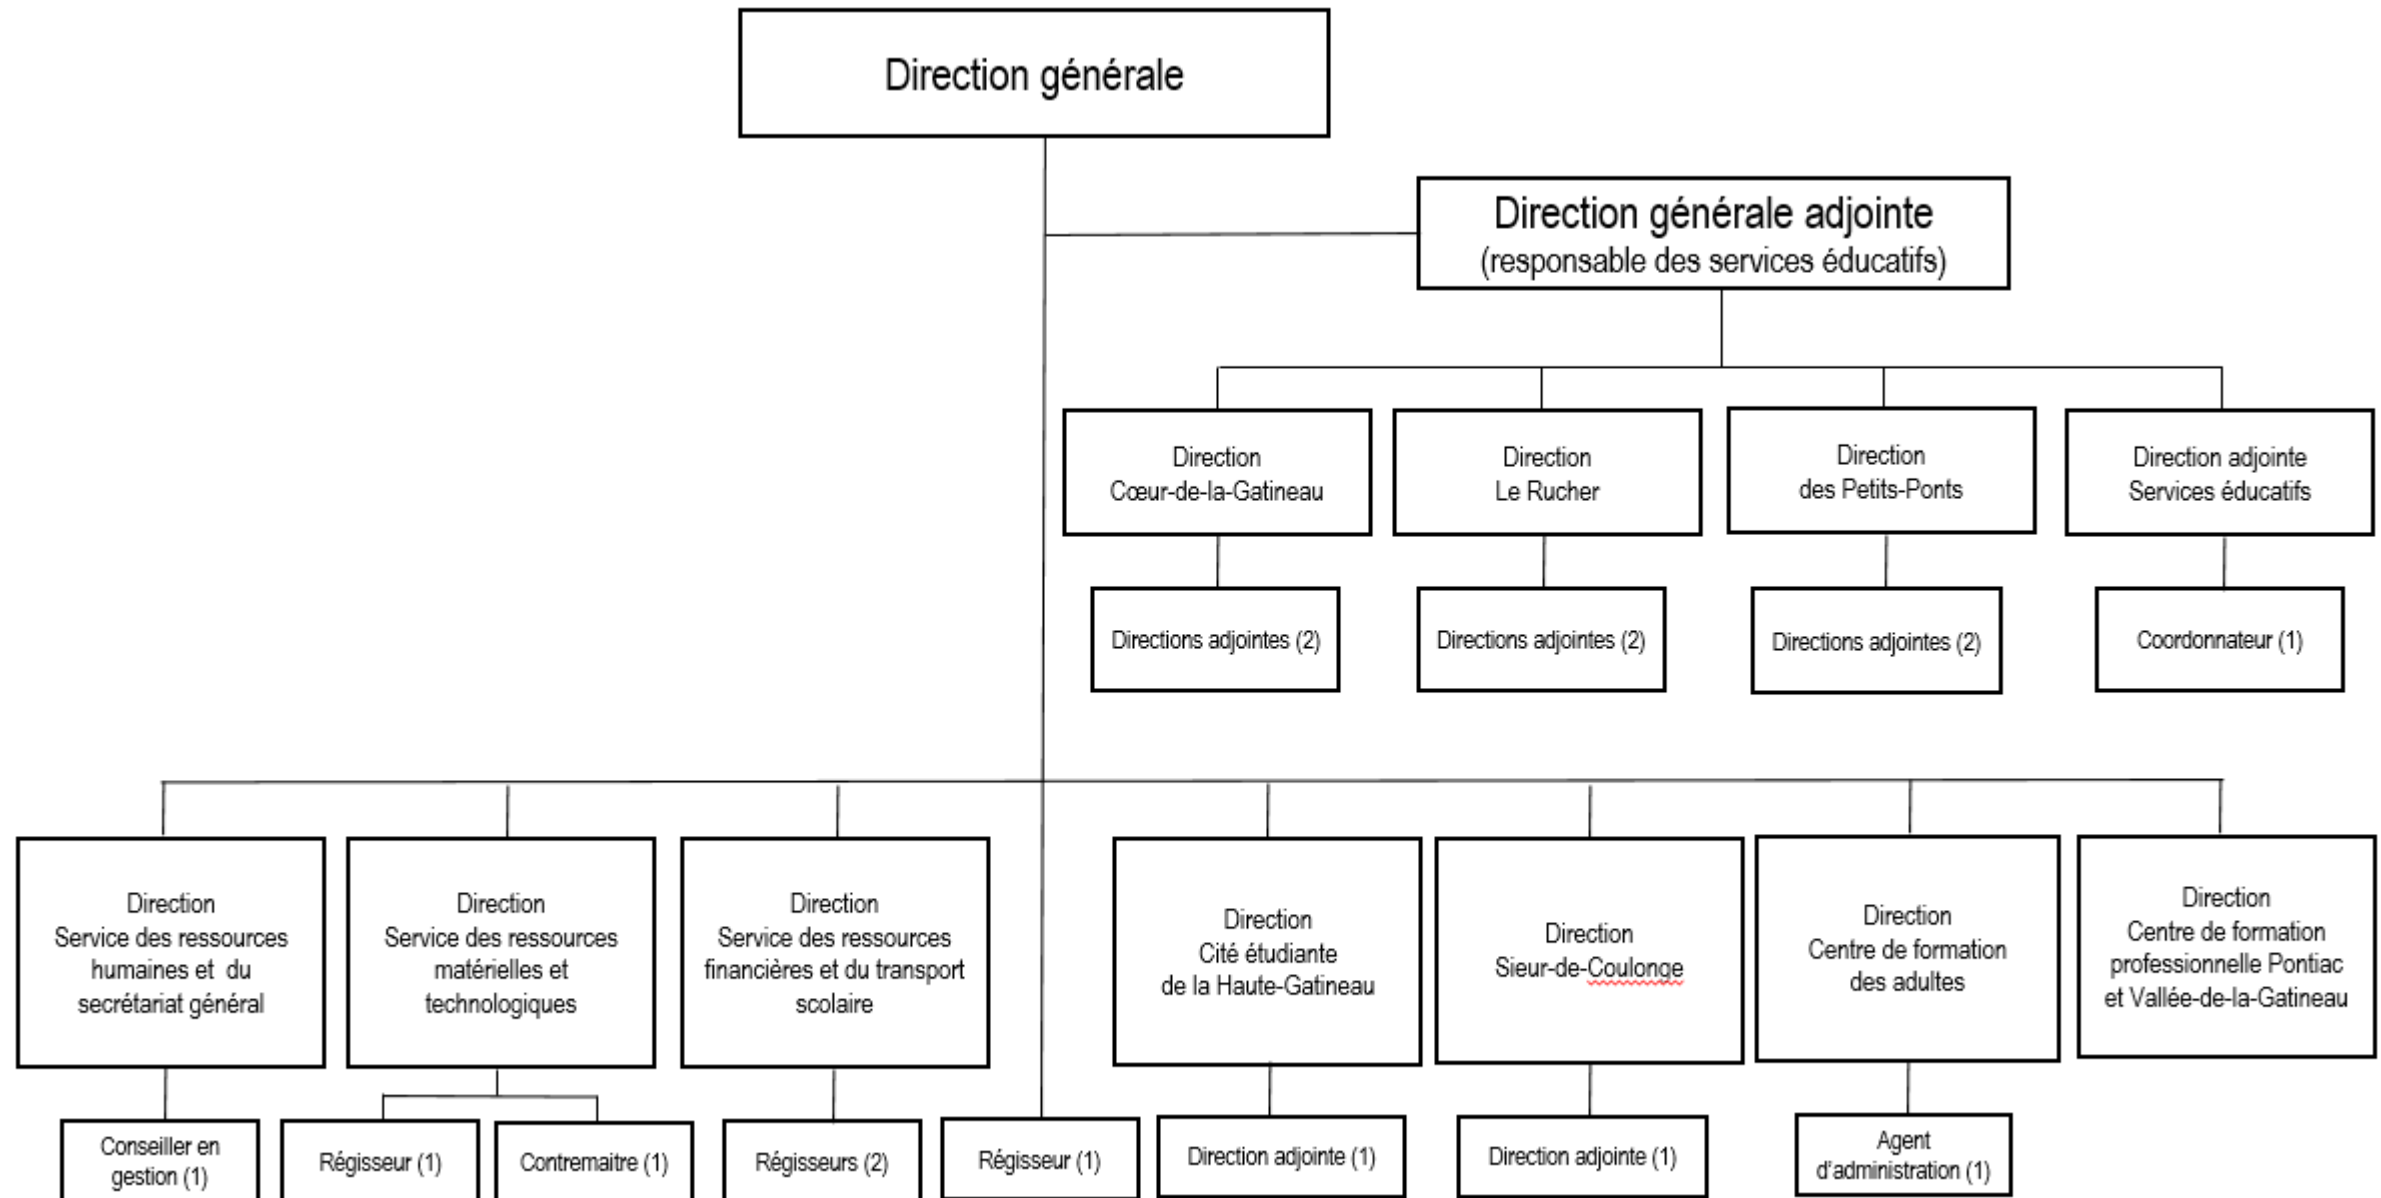 Direction générale
Direction générale adjointe
(responsable des services éducatifs)
Direction
Cœur-de-la-Gatineau
Direction
Le Rucher
Direction
des Petits-Ponts
Direction adjointe
Services éducatifs
Directions adjointes (2)
Directions adjointes (2)
Directions adjointes (2)
Coordonnateur (1)
Direction
Service des ressources
humaines et du
secrétariat général
Direction
Service des ressources
matérielles et
technologiques
Direction
Service des ressources
financières et du transport
scolaire
Direction
Cité étudiante
de la Haute-Gatineau
Direction
Sieur-de-Coulonge
Direction
Centre de formation
des adultes
Direction
Centre de formation
professionnelle Pontiac
et Vallée-de-la-Gatineau
Conseiller en
gestion (1)
Régisseur (1)
Contremaitre (1)
Régisseurs (2)
Régisseur (1)
Direction adjointe (1)
Direction adjointe (1)
Agent
d'administration (1)